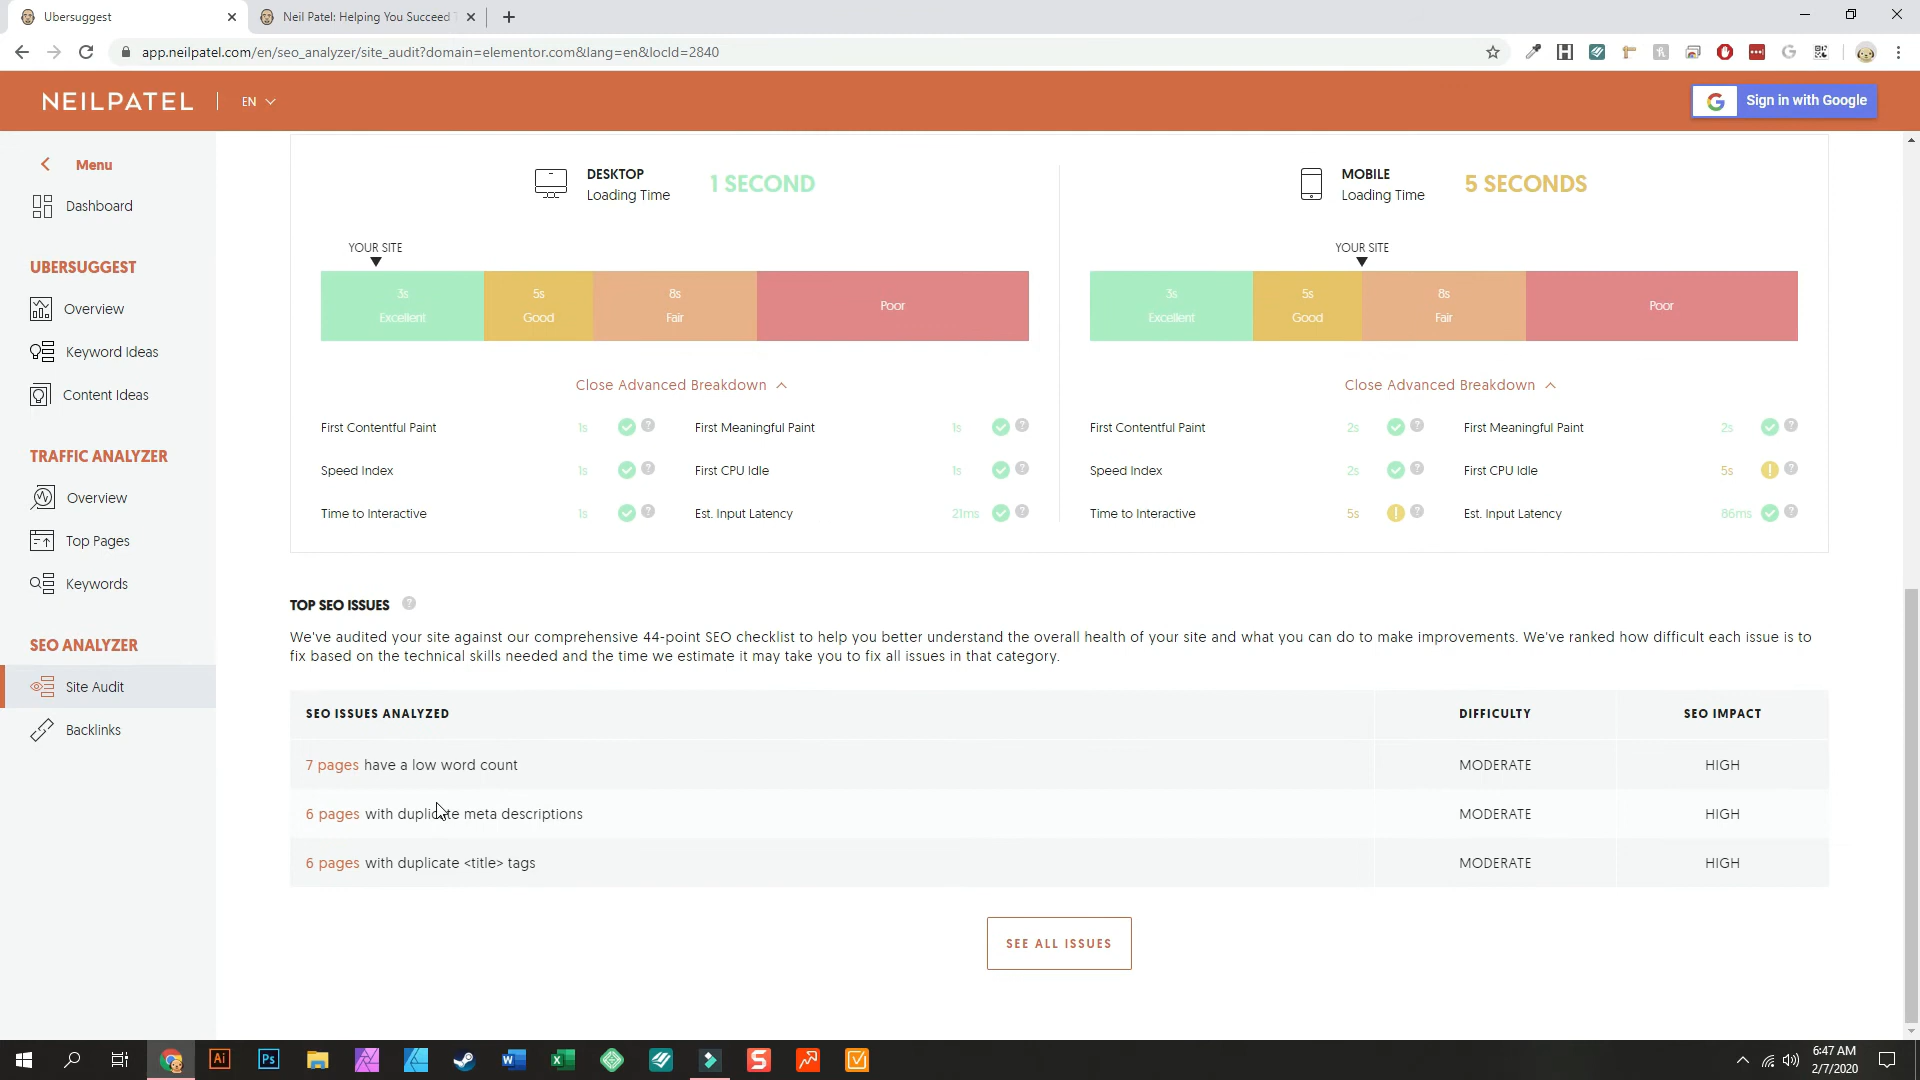 Ubersuggest
Neil Patel: Helping You Succeed T
app.neilpatel.com/en/seo_analyzer/site_audit?domain=elementor.com&lang=en&locId=2840
NEILPATEL
EN
Sign in with Google
Menu
Dashboard
UBERSUGGEST
Overview
Keyword Ideas
Content Ideas
TRAFFIC ANALYZER
Overview
Top Pages
Keywords
SEO ANALYZER
Site Audit
Backlinks
DESKTOP
Loading Time
1 SECOND
YOUR SITE
3s
Excellent
5s
Good
8s
Fair
Poor
Close Advanced Breakdown
First Contentful Paint 1s
First Meaningful Paint 1s
Speed Index 1s
First CPU Idle 1s
Time to Interactive 1s
Est. Input Latency 21ms
MOBILE
Loading Time
5 SECONDS
YOUR SITE
3s
Excellent
5s
Good
8s
Fair
Poor
Close Advanced Breakdown
First Contentful Paint 2s
First Meaningful Paint 2s
Speed Index 2s
First CPU Idle 5s
Time to Interactive 5s
Est. Input Latency 86ms
TOP SEO ISSUES
We've audited your site against our comprehensive 44-point SEO checklist to help you better understand the overall health of your site and what you can do to make improvements. We've ranked how difficult each issue is to
fix based on the technical skills needed and the time we estimate it may take you to fix all issues in that category.
SEO ISSUES ANALYZED DIFFICULTY SEO IMPACT
7 pages have a low word count MODERATE HIGH
6 pages with duplicate meta descriptions MODERATE HIGH
6 pages with duplicate <title> tags MODERATE HIGH
SEE ALL ISSUES
6:47 AM
2/7/2020